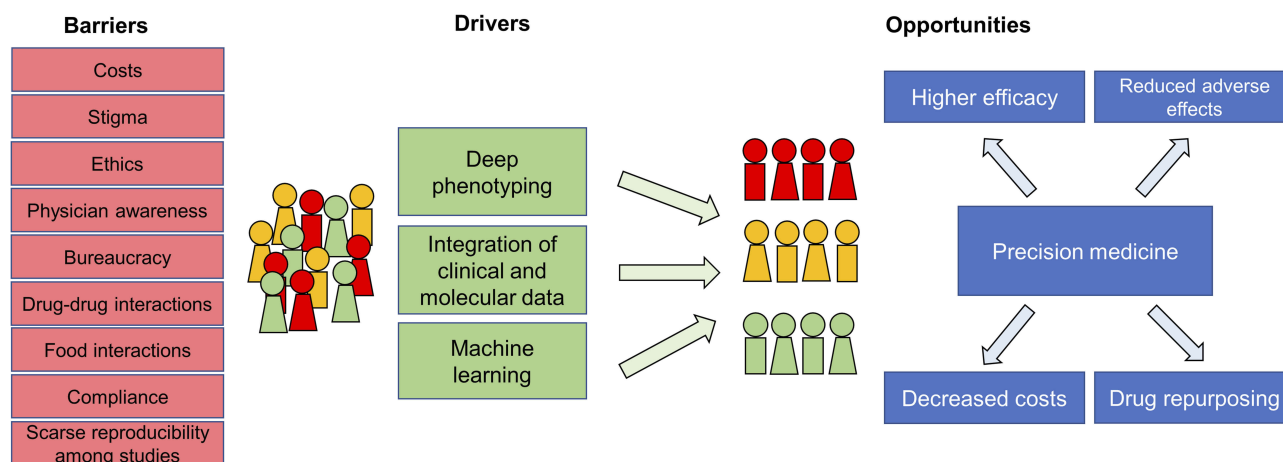 Barriers
Costs
Stigma
Ethics
Physician awareness
Bureaucracy
Drug-drug interactions
Food interactions
Compliance
Scarse reproducibility
among studies
Drivers
Deep
phenotyping
Integration of
clinical and
molecular data
Machine
learning
Opportunities
Higher efficacy
Reduced adverse
effects
Precision medicine
Decreased costs
Drug repurposing